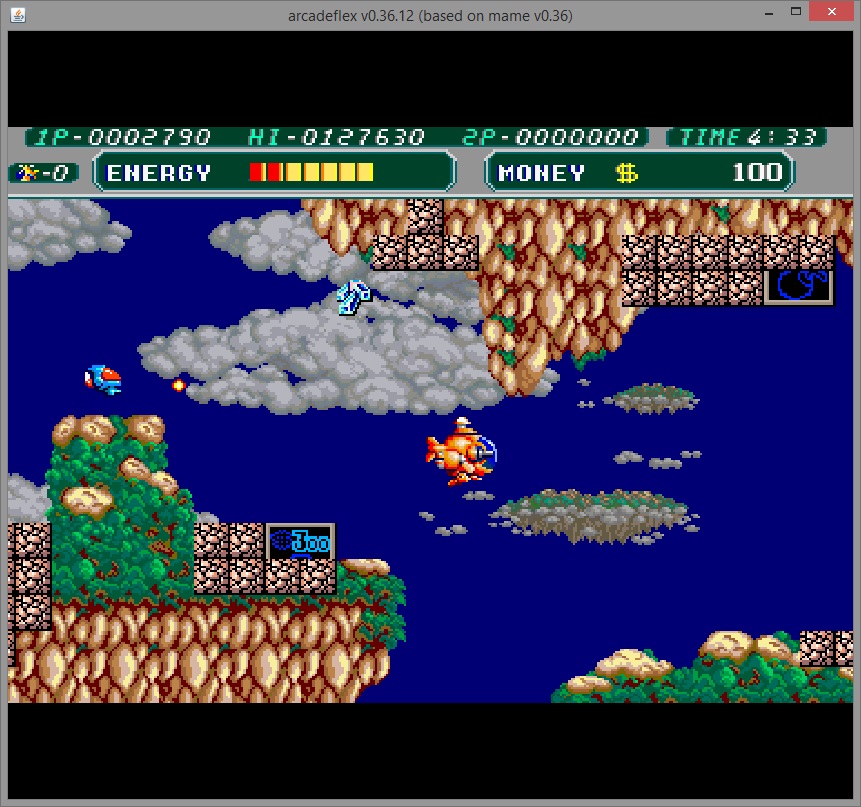 arcadeflex v0.36.12 (based on mame v0.36)
1P-0002790 HI-0127630 2P-0000000 TIME 4:33
-0 ENERGY MONEY $ 100
300